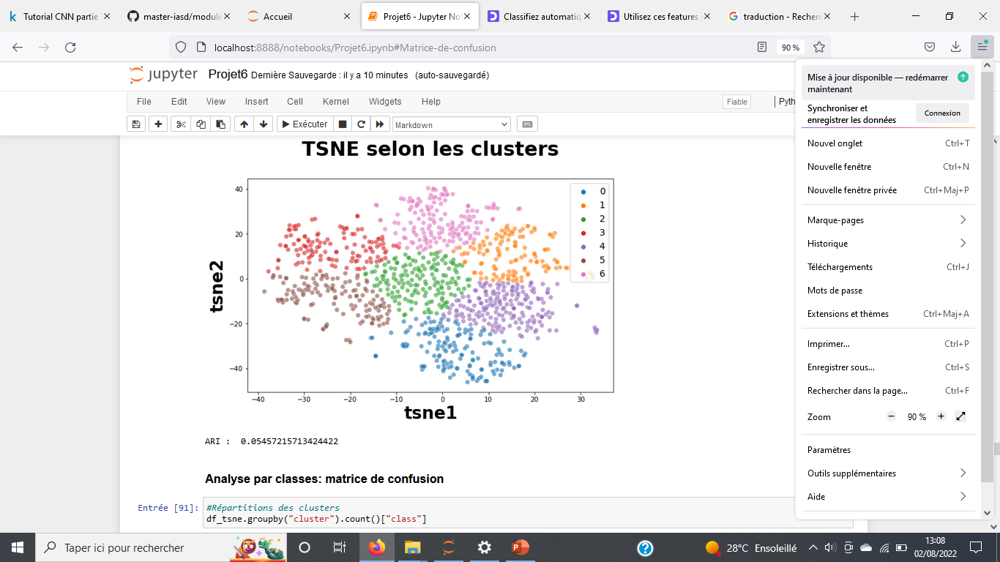 Tutorial CNN partie
master-iasd/module
Accueil
Projet6 - Jupyter No
Classifiez automatiq
Utilisez ces features
traduction - Recherc
localhost:8888/notebooks/Projet6.ipynb#Matrice-de-confusion
90 %
jupyter Projet6 Dernière Sauvegarde : il y a 10 minutes (auto-sauvegardé)
File Edit View Insert Cell Kernel Widgets Help
Fiable
Pyth
Exécuter
Markdown
TSNE selon les clusters
tsne2
40
20
0
−20
−40
−40 −30 −20 −10 0 10 20 30
tsne1
0
1
2
3
4
5
6
ARI : 0.05457215713424422
Analyse par classes: matrice de confusion
Entrée [91]:
#Répartitions des clusters
df_tsne.groupby("cluster").count()["class"]
Mise à jour disponible — redémarrer
maintenant
Synchroniser et
enregistrer les données
Connexion
Nouvel onglet Ctrl+T
Nouvelle fenêtre Ctrl+N
Nouvelle fenêtre privée Ctrl+Maj+P
Marque-pages
Historique
Téléchargements Ctrl+J
Mots de passe
Extensions et thèmes Ctrl+Maj+A
Imprimer... Ctrl+P
Enregistrer sous... Ctrl+S
Rechercher dans la page... Ctrl+F
Zoom 90 %
Paramètres
Outils supplémentaires
Aide
Taper ici pour rechercher
28°C Ensoleillé
13:08
02/08/2022